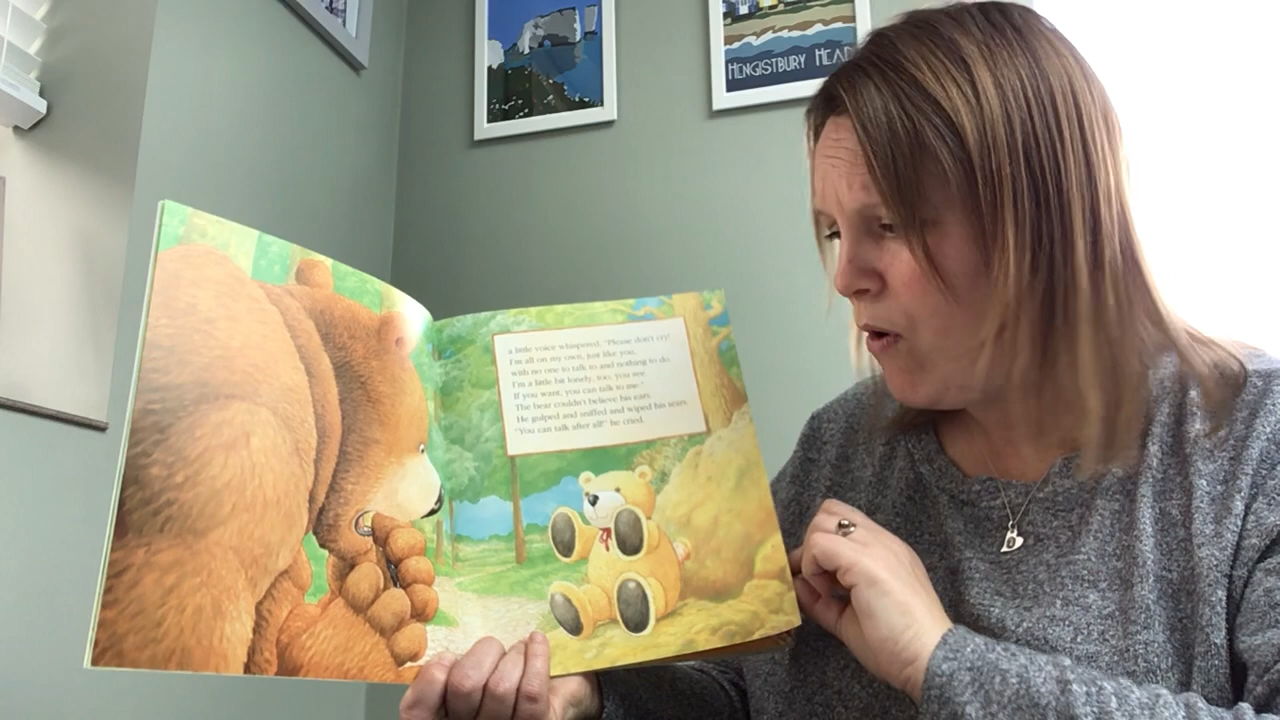 HENGISTBURY HEAD
a little voice whispered, "Please don't cry!
I'm all on my own, just like you,
with no one to talk to and nothing to do.
I'm a little bit lonely, too, you see.
If you want, you can talk to me."
The bear couldn't believe his ears.
He gulped and sniffed and wiped his tears.
"You can talk after all!" he cried.